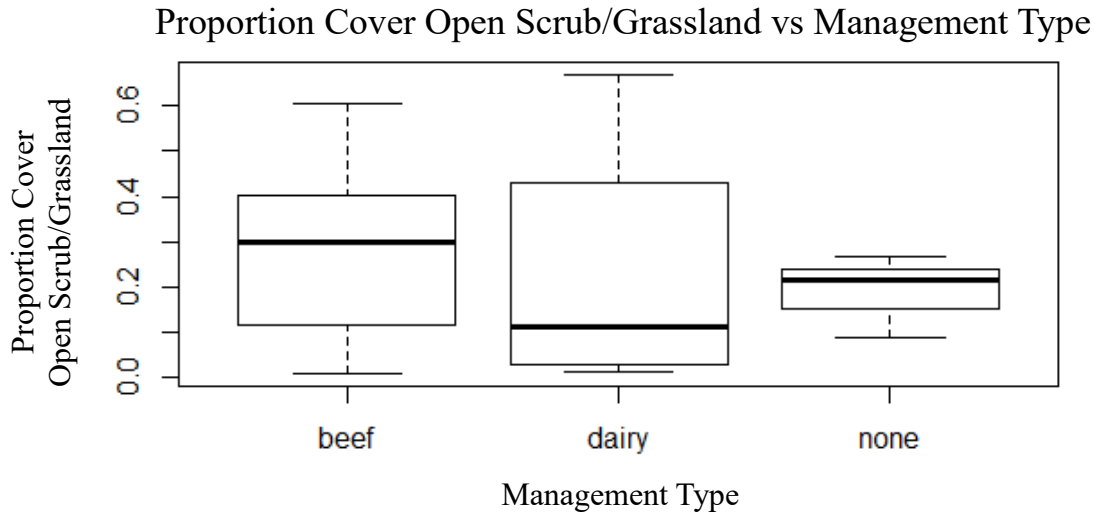 Proportion Cover Open Scrub/Grassland vs Management Type
Proportion Cover
Open Scrub/Grassland
0.6
0.4
0.2
0.0
beef
dairy
none
Management Type